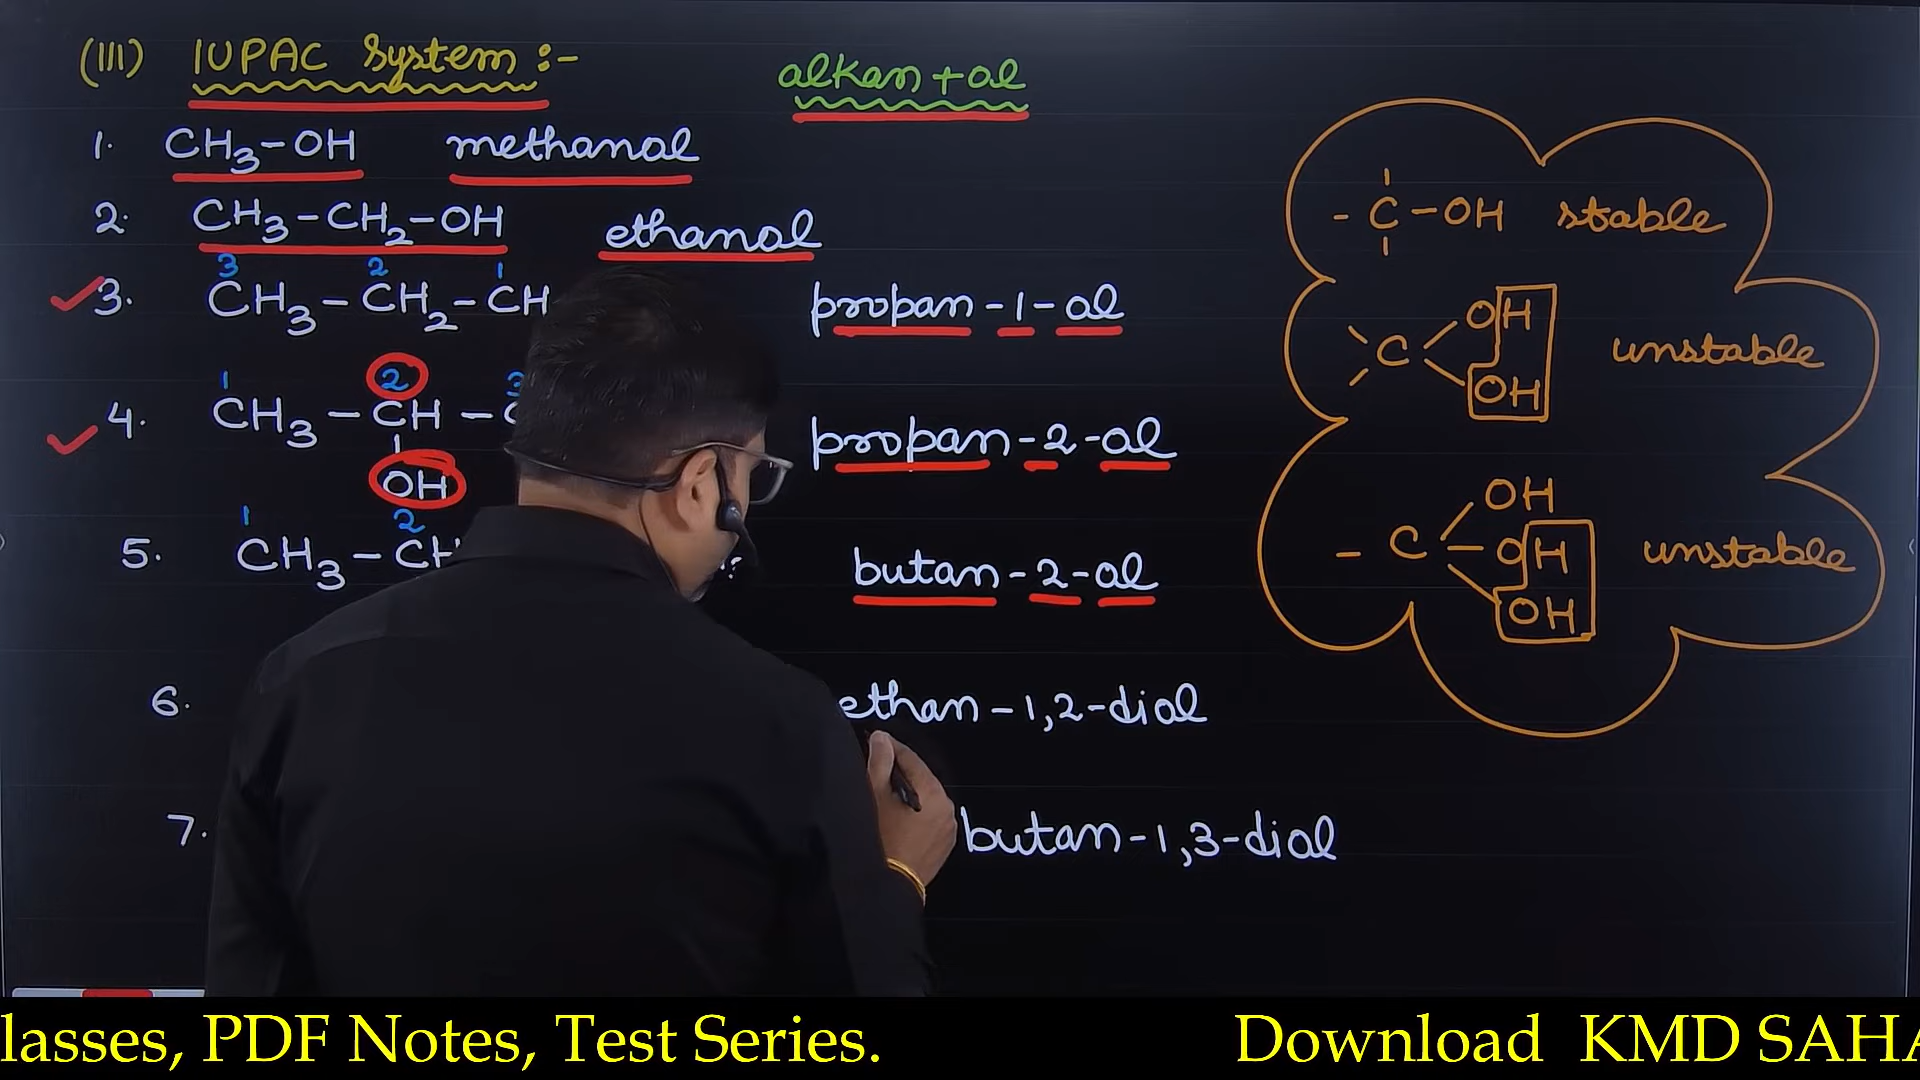 (III) IUPAC System :-
alkan + ol
1. CH3-OH methanol
2. CH3-CH2-OH ethanol
3 2 1
3. CH3-CH2-CH propan-1-ol
1 2 3
4. CH3-CH-C propan-2-ol
OH
1 2
5. CH3-CH butan-2-ol
6. ethan-1,2-diol
7. butan-1,3-diol
-C-OH stable
C OH OH unstable
-C OH OH OH unstable
lasses, PDF Notes, Test Series. Download KMD SAHA